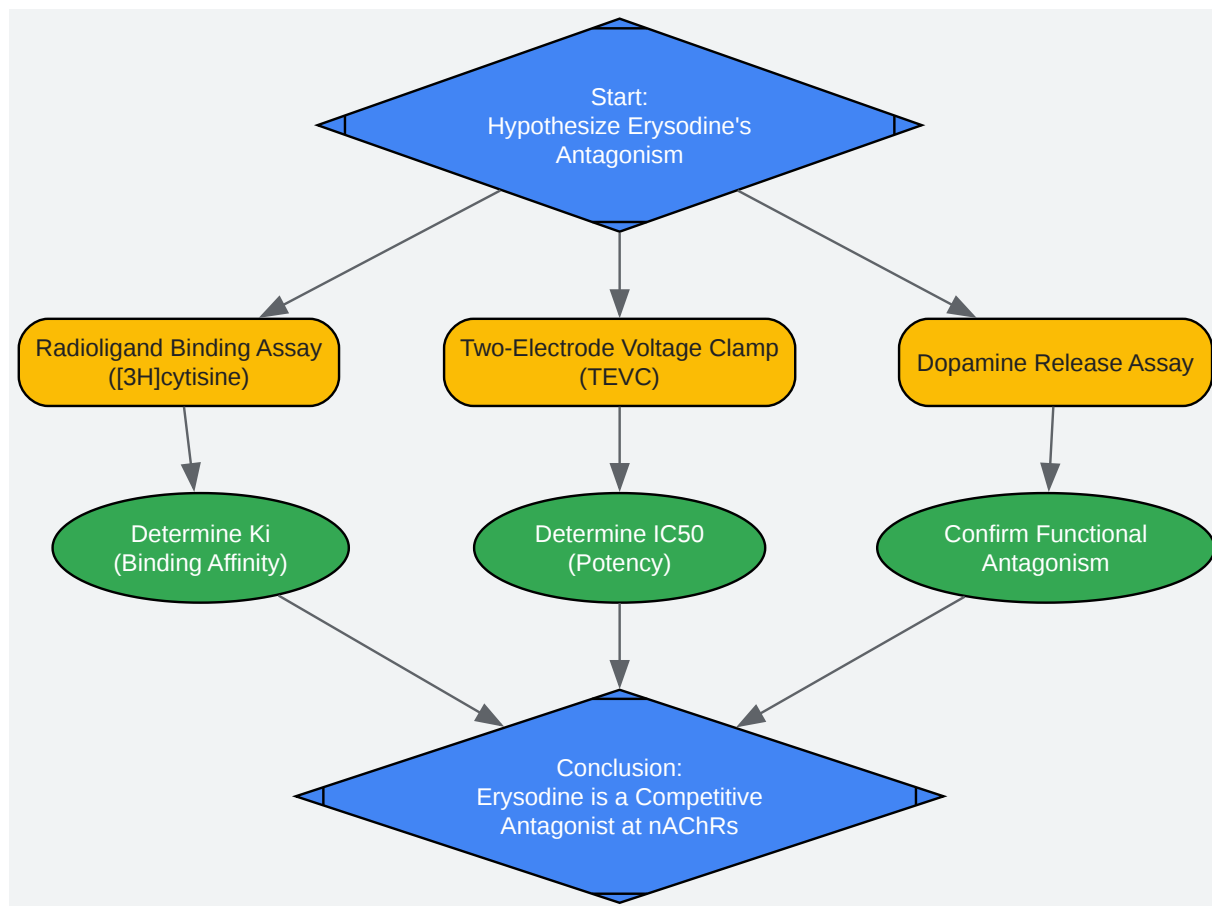 Start:
Hypothesize Erysodine's
Antagonism
Radioligand Binding Assay
([3H]cytisine)
Two-Electrode Voltage Clamp
(TEVC)
Dopamine Release Assay
Determine Ki
(Binding Affinity)
Determine IC50
(Potency)
Confirm Functional
Antagonism
Conclusion:
Erysodine is a Competitive
Antagonist at nAChRs